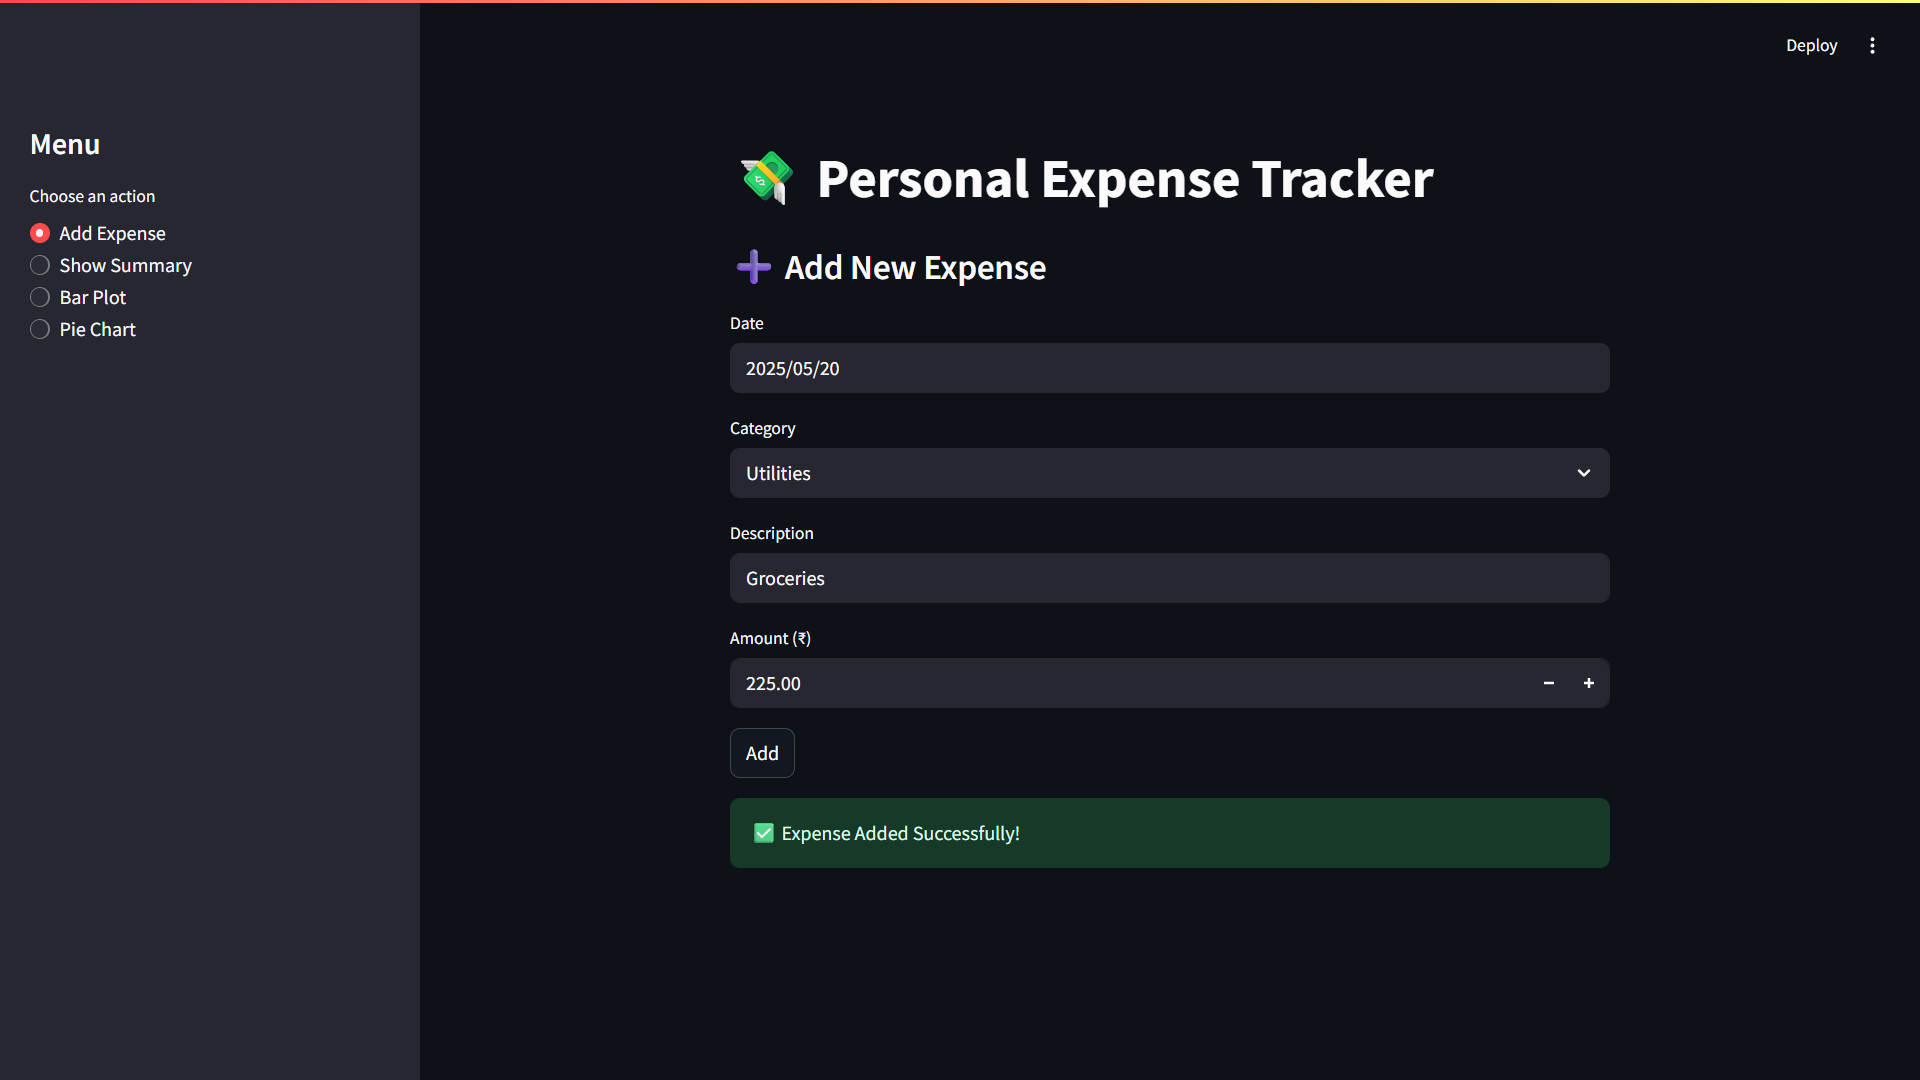 Deploy
Menu
Choose an action
Add Expense
Show Summary
Bar Plot
Pie Chart
💸 Personal Expense Tracker
➕ Add New Expense
Date
2025/05/20
Category
Utilities
Description
Groceries
Amount (₹)
225.00
Add
✅ Expense Added Successfully!